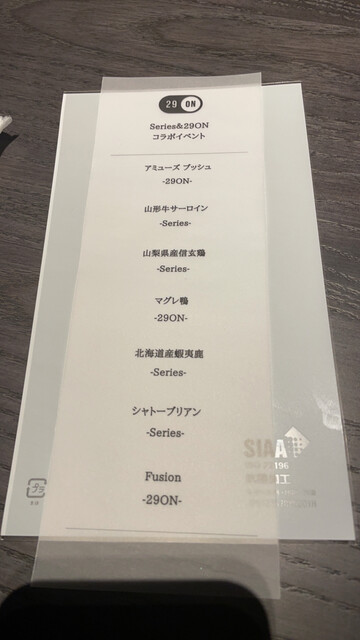 29 ON
Series&29ON
コラボイベント
アミューズ ブッシュ
-29ON-
山形牛サーロイン
-Series-
山梨県産信玄鶏
-Series-
マグレ鴨
-29ON-
北海道産蝦夷鹿
-Series-
シャトーブリアン
-Series-
Fusion
-29ON-
SIAA
プラ